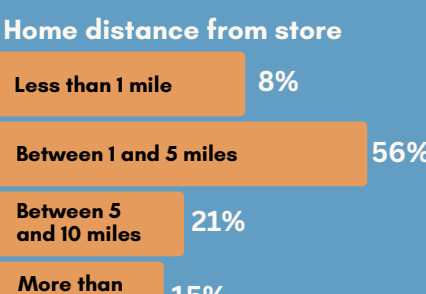 Home distance from store
Less than 1 mile
8%
Between 1 and 5 miles
56%
Between 5
and 10 miles
21%
More than
15%